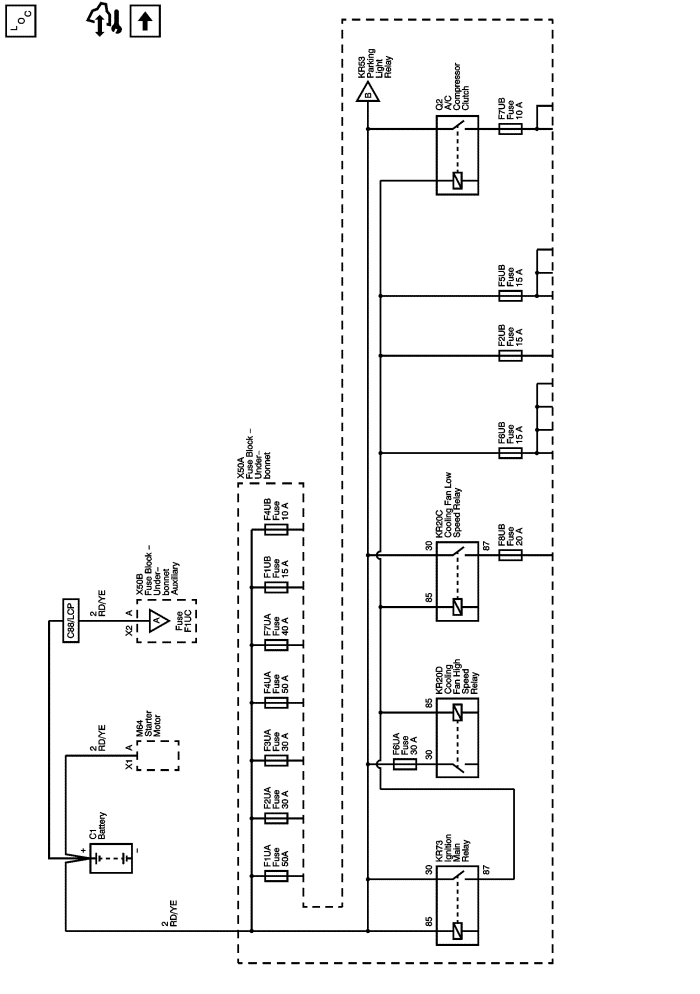 L O C
KR53
Parking
Light
Relay
B
Q2
A/C
Compressor
Clutch
F7UB
Fuse
10 A
F5UB
Fuse
15 A
F2UB
Fuse
15 A
F6UB
Fuse
15 A
X50A
Fuse Block –
Under–
bonnet
F4UB
Fuse
10 A
F1UB
Fuse
15 A
F7UA
Fuse
40 A
F4UA
Fuse
50 A
F3UA
Fuse
30 A
F2UA
Fuse
30 A
F1UA
Fuse
50A
KR20C
Cooling Fan Low
Speed Relay
30
87
85
F8UB
Fuse
20 A
KR20D
Cooling
Fan High
Speed
Relay
85
30
F6UA
Fuse
30 A
KR73
Ignition
Main
Relay
30
87
85
C88/LCP
2
RD/YE
X2
A
X50B
Fuse Block –
Under–
bonnet
Auxiliary
A
Fuse
F1UC
2
RD/YE
X1
A
M64
Starter
Motor
C1
Battery
+
–
2
RD/YE